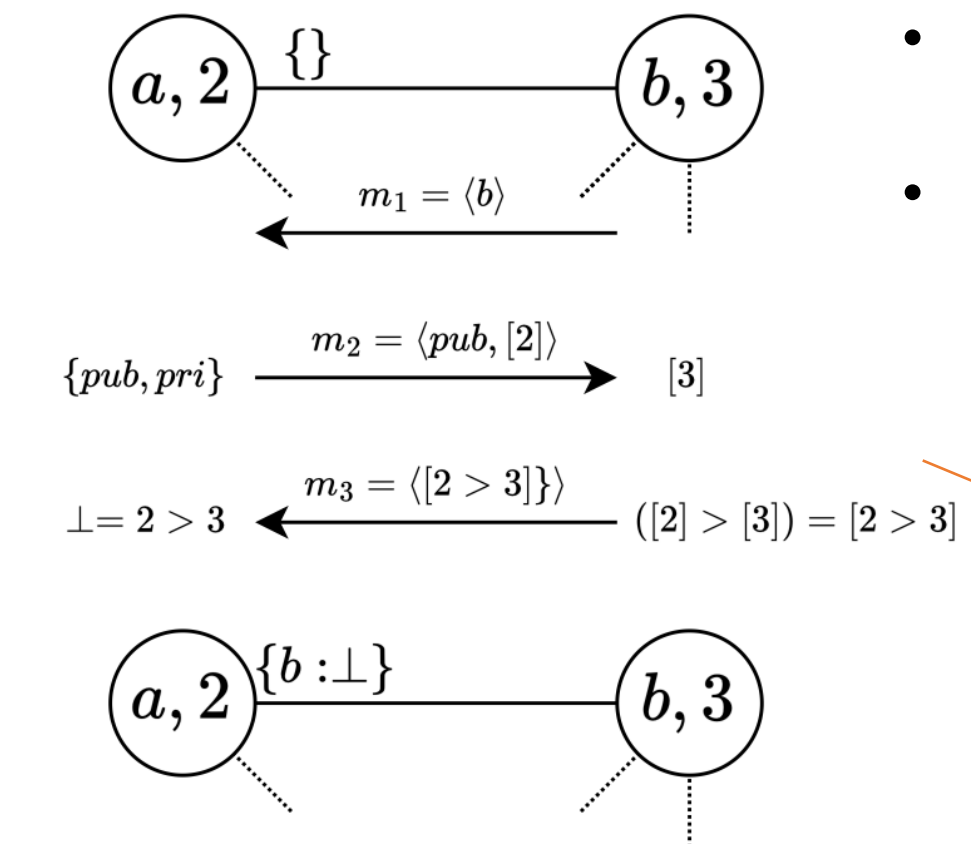 {}
a, 2
b, 3
m₁ = ⟨b⟩
m₂ = ⟨pub, [2]⟩
{pub, pri}
[3]
m₃ = ⟨[2 > 3]}⟩
⊥= 2 > 3
([2] > [3]) = [2 > 3]
{b :⊥}
a, 2
b, 3